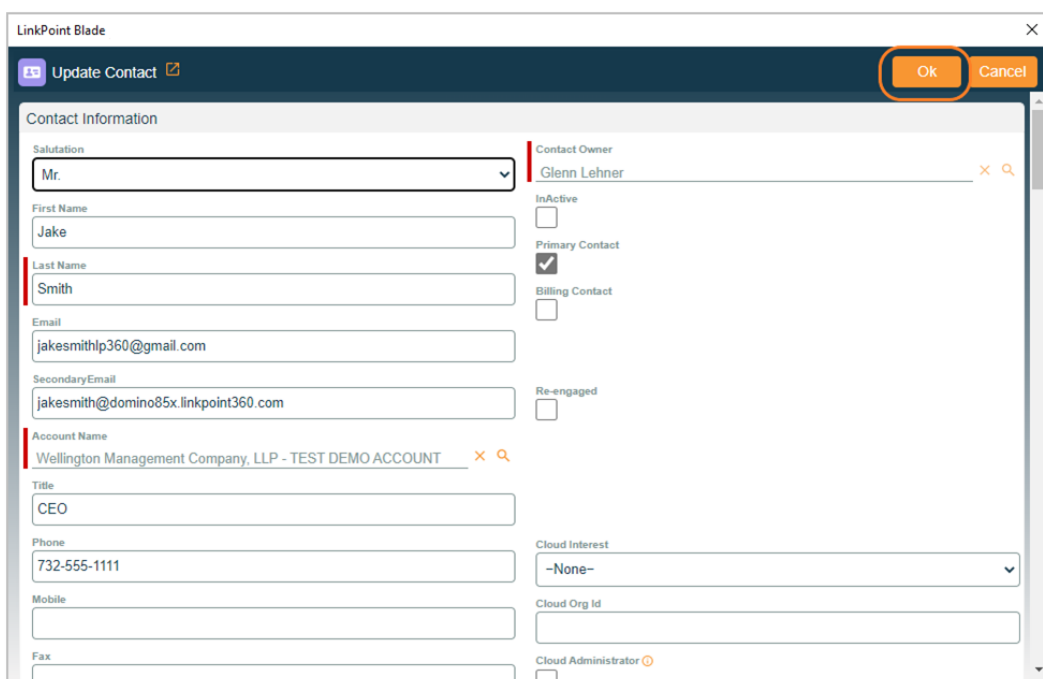 LinkPoint Blade
Update Contact
Ok
Cancel
Contact Information
Salutation
Mr.
First Name
Jake
Last Name
Smith
Email
jakesmithlp360@gmail.com
SecondaryEmail
jakesmith@domino85x.linkpoint360.com
Account Name
Wellington Management Company, LLP - TEST DEMO ACCOUNT
Title
CEO
Phone
732-555-1111
Mobile
Fax
Contact Owner
Glenn Lehner
InActive
Primary Contact
Billing Contact
Re-engaged
Cloud Interest
--None--
Cloud Org Id
Cloud Administrator